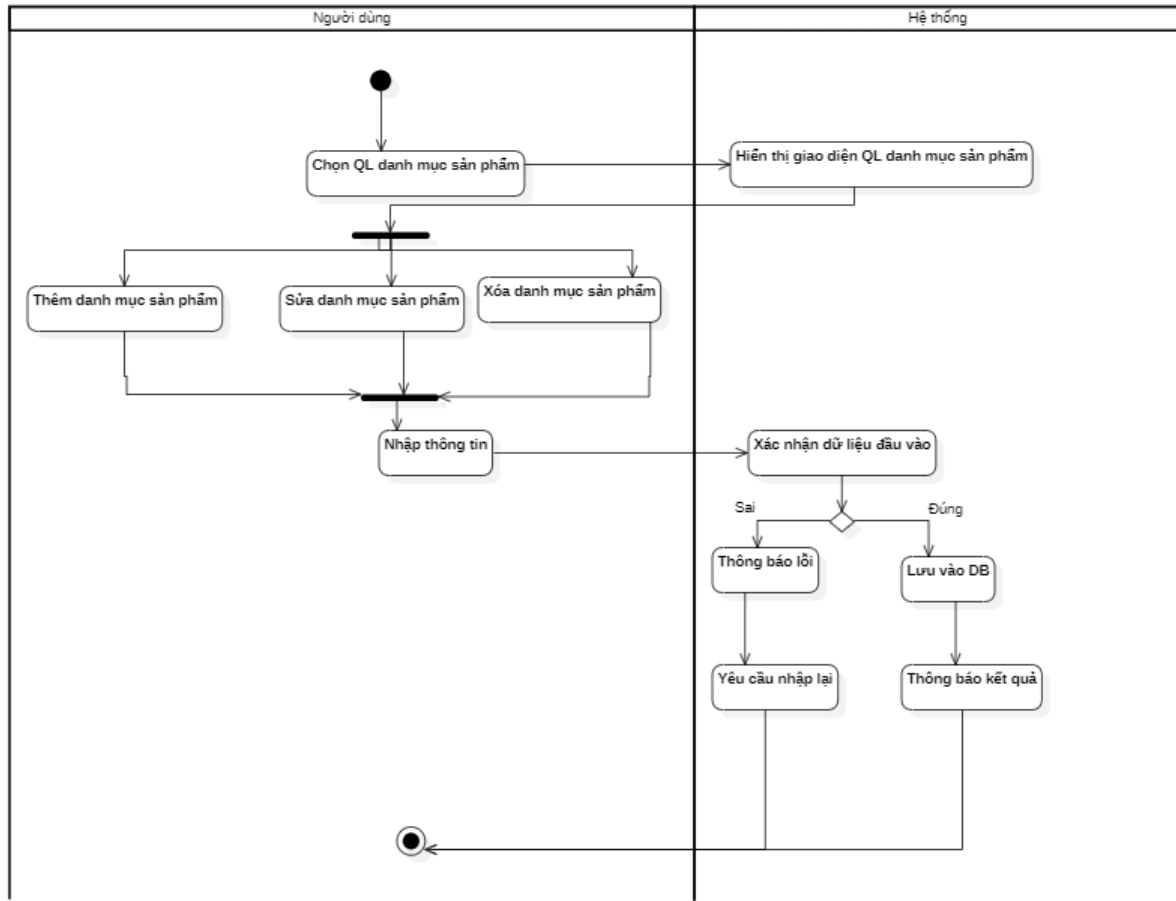 Người dùng
Hệ thống
Chọn QL danh mục sản phẩm
Hiển thị giao diện QL danh mục sản phẩm
Thêm danh mục sản phẩm
Sửa danh mục sản phẩm
Xóa danh mục sản phẩm
Nhập thông tin
Xác nhận dữ liệu đầu vào
Sai
Đúng
Thông báo lỗi
Lưu vào DB
Yêu cầu nhập lại
Thông báo kết quả